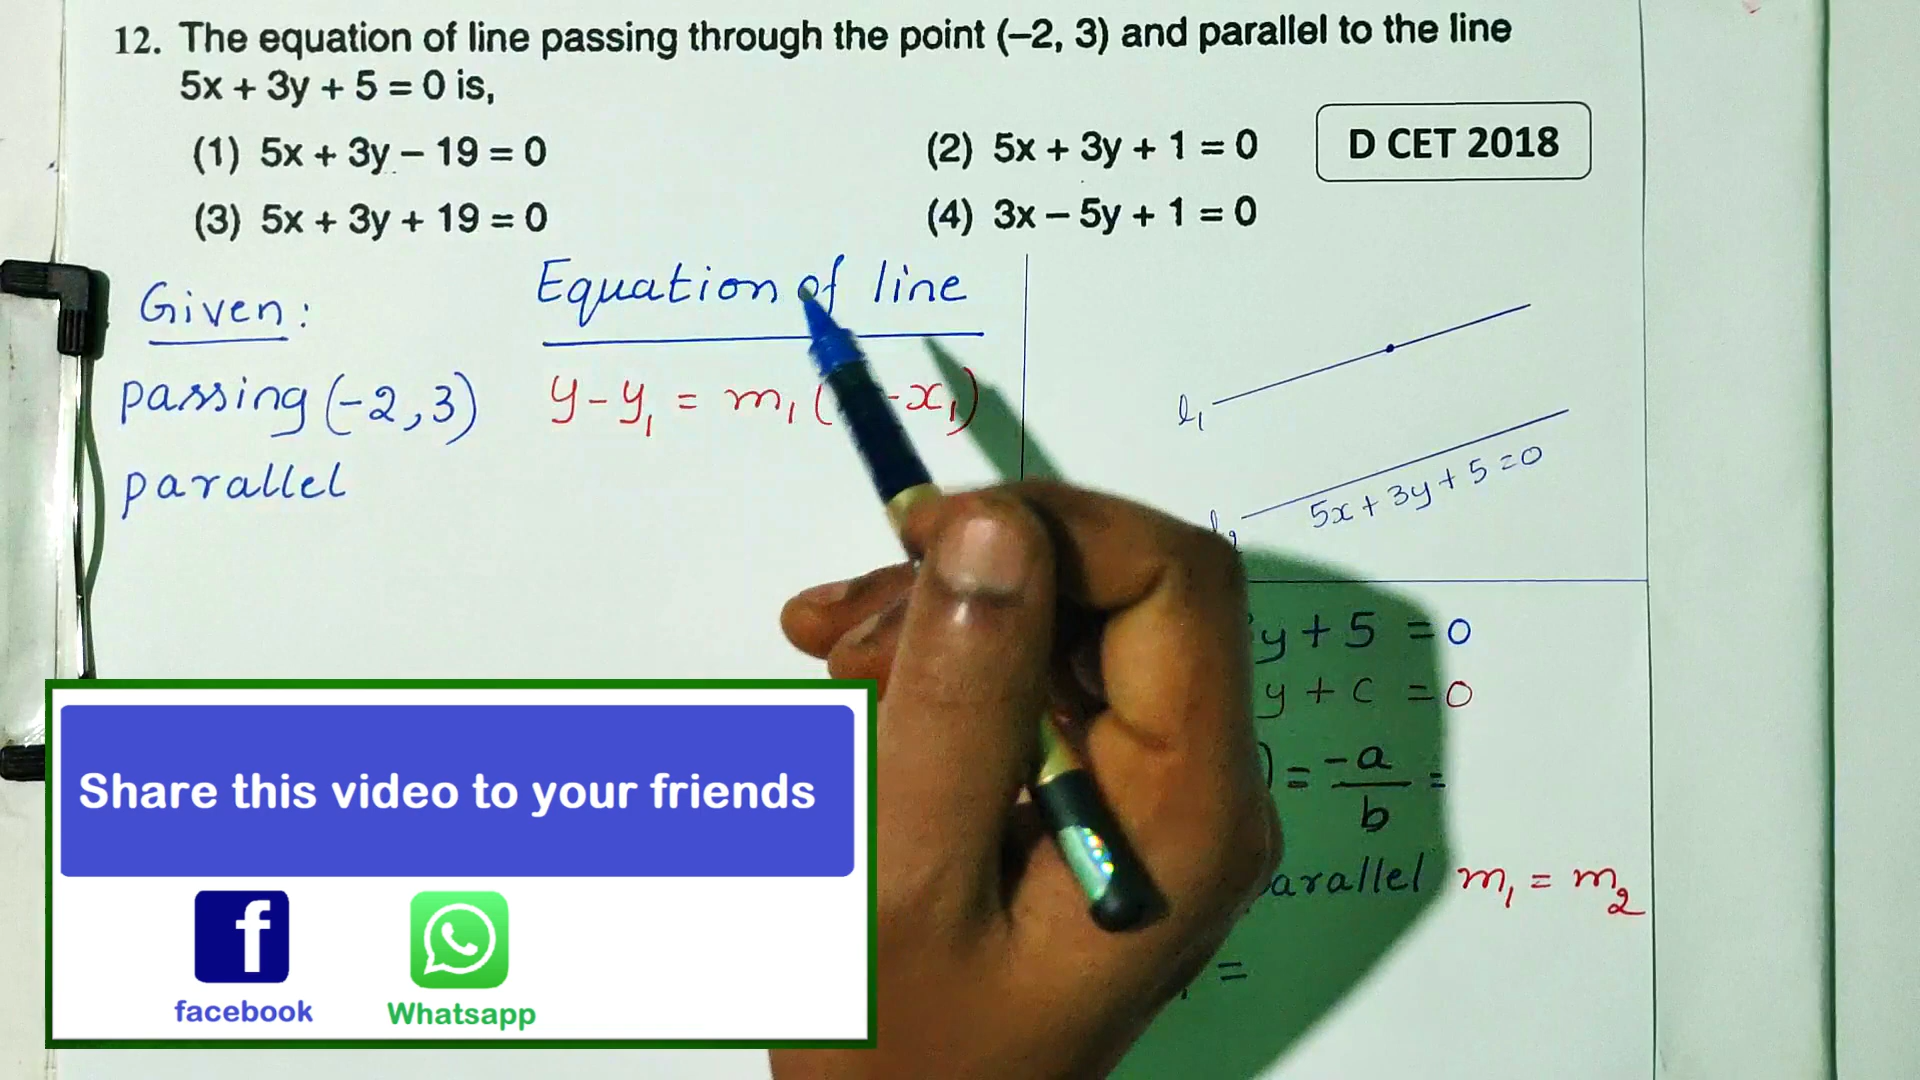 12. The equation of line passing through the point (–2, 3) and parallel to the line
5x + 3y + 5 = 0 is,
(1) 5x + 3y – 19 = 0
(2) 5x + 3y + 1 = 0
D CET 2018
(3) 5x + 3y + 19 = 0
(4) 3x – 5y + 1 = 0
Given:
passing (-2, 3)
parallel
Equation of line
y - y₁ = m₁ ( -x₁)
l₁
5x + 3y + 5 = 0
y + 5 = 0
y + c = 0
) = -a/b =
arallel m₁ = m₂
=
Share this video to your friends
f
facebook
Whatsapp